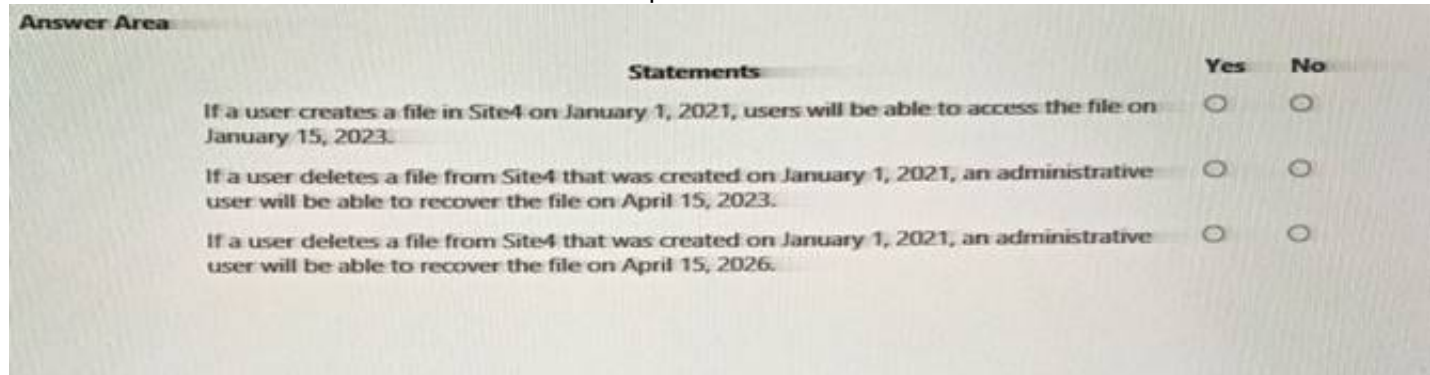 Answer Area
Statements Yes No
If a user creates a file in Site4 on January 1, 2021, users will be able to access the file on
January 15, 2023.
If a user deletes a file from Site4 that was created on January 1, 2021, an administrative
user will be able to recover the file on April 15, 2023.
If a user deletes a file from Site4 that was created on January 1, 2021, an administrative
user will be able to recover the file on April 15, 2026.